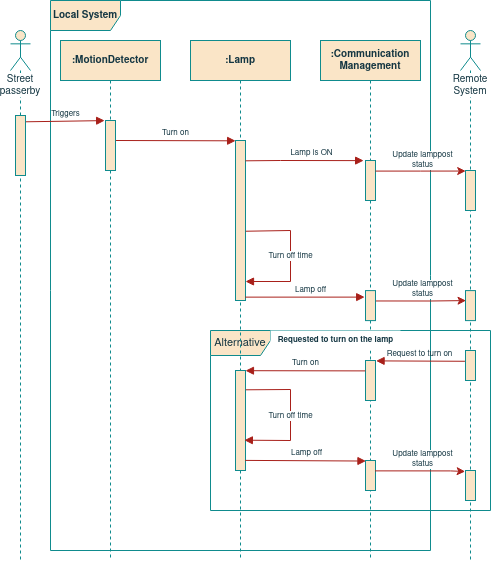 Local System
Street
passerby
:MotionDetector
:Lamp
:Communication
Management
Remote
System
Triggers
Turn on
Lamp is ON
Update lamppost
status
Turn off time
Lamp off
Update lamppost
status
Alternative
Requested to turn on the lamp
Request to turn on
Turn on
Turn off time
Lamp off
Update lamppost
status